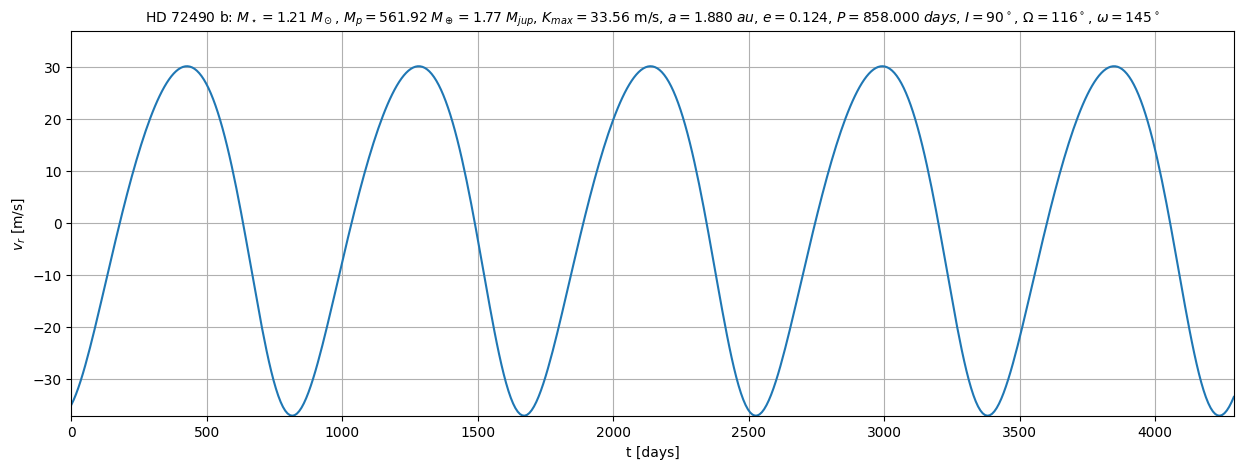 HD 72490 b: M⋆ = 1.21 M⊙, Mp = 561.92 M⊕ = 1.77 Mjup, Kmax = 33.56 m/s, a = 1.880 au, e = 0.124, P = 858.000 days, I = 90°, Ω = 116°, ω = 145°
30
20
10
0
−10
−20
−30
vr [m/s]
0 500 1000 1500 2000 2500 3000 3500 4000
t [days]